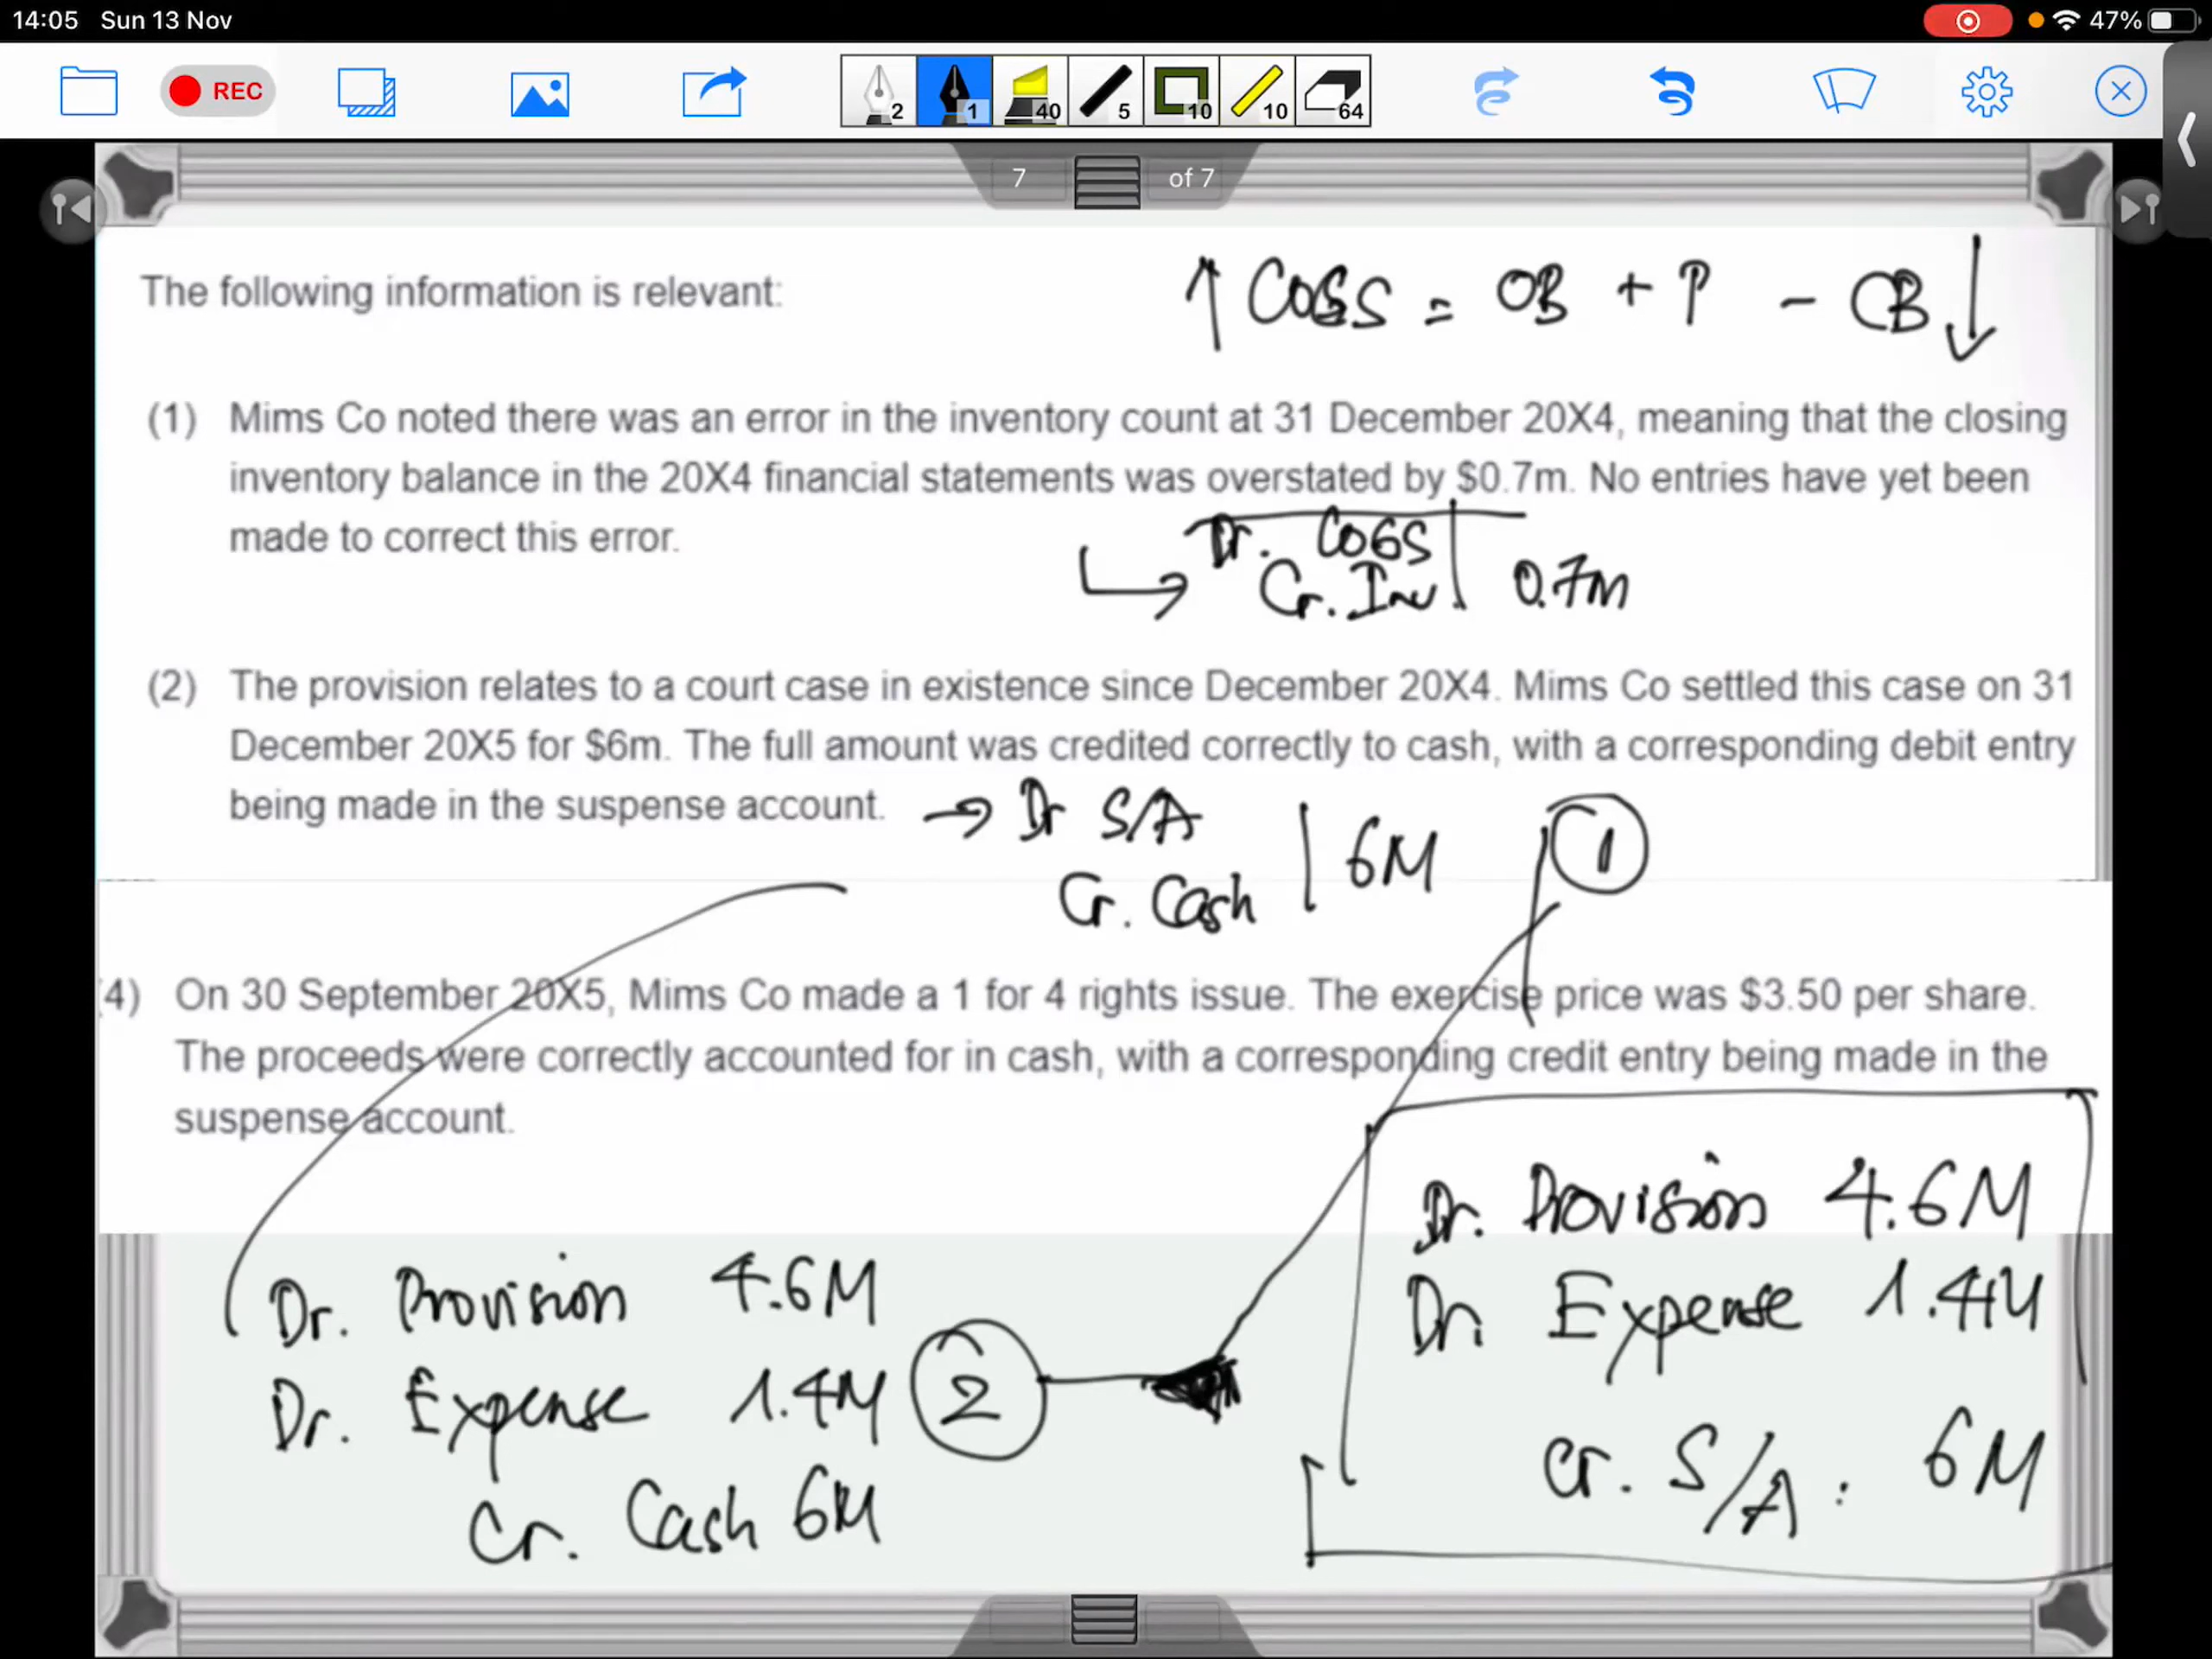 14:05 Sun 13 Nov
47%
REC
2 1 40 5 10 10 64
7 of 7
The following information is relevant:
COGS = OB + P - CB
(1) Mims Co noted there was an error in the inventory count at 31 December 20X4, meaning that the closing
inventory balance in the 20X4 financial statements was overstated by $0.7m. No entries have yet been
made to correct this error.
Dr. COGS
Cr. Inv 0.7M
(2) The provision relates to a court case in existence since December 20X4. Mims Co settled this case on 31
December 20X5 for $6m. The full amount was credited correctly to cash, with a corresponding debit entry
being made in the suspense account.
Dr S/A
Cr. Cash 6M
1
4) On 30 September 20X5, Mims Co made a 1 for 4 rights issue. The exercise price was $3.50 per share.
The proceeds were correctly accounted for in cash, with a corresponding credit entry being made in the
suspense account.
Dr. Provision 4.6M
Dr. Expense 1.4M
Cr. Cash 6M
2
Dr. Provision 4.6M
Dr. Expense 1.4M
Cr. S/A : 6M